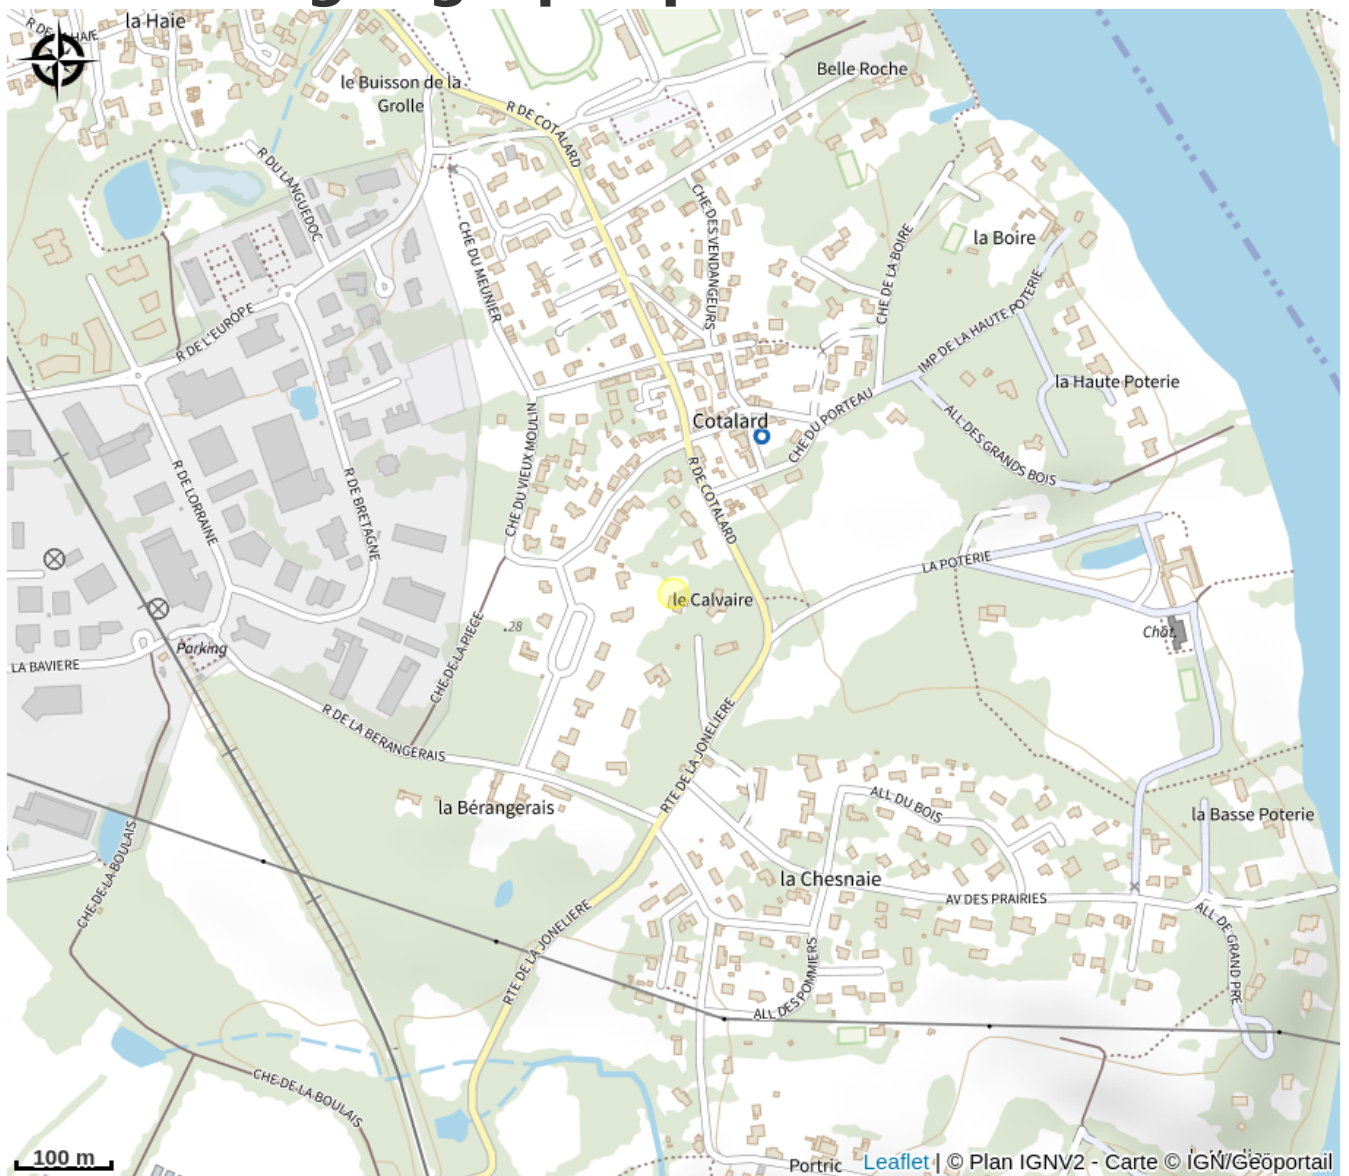 la Haie
R DE LA HAIE
le Buisson de la
Grolle
Belle Roche
R DE COTALARD
R DU LANGUEDOC
CHE DES VENDANGEURS
CHE DU MEUNIER
CHE DE LA BOIRE
la Boire
R DE L'EUROPE
IMP DE LA HAUTE POTERIE
la Haute Poterie
Cotalard
CHE DU PORTEAU
ALL DES GRANDS BOIS
CHE DU VIEUX MOULIN
R DE LORRAINE
R DE BRETAGNE
R DE COTALARD
LA POTERIE
le Calvaire
.28
Chât.
Parking
LA BAVIERE
CHE DE LA PIECE
R DE LA BERANGERAIS
RTE DE LA JONELIERE
la Bérangerais
ALL DU BOIS
la Basse Poterie
CHE DE LA BOULAIS
la Chesnaie
AV DES PRAIRIES
ALL DE GRAND PRE
RTE DE LA JONELIERE
ALL DES POMMIERS
CHE DE LA BOULAIS
100 m
Portric
Leaflet | © Plan IGNV2 - Carte © IGN/Géoportail